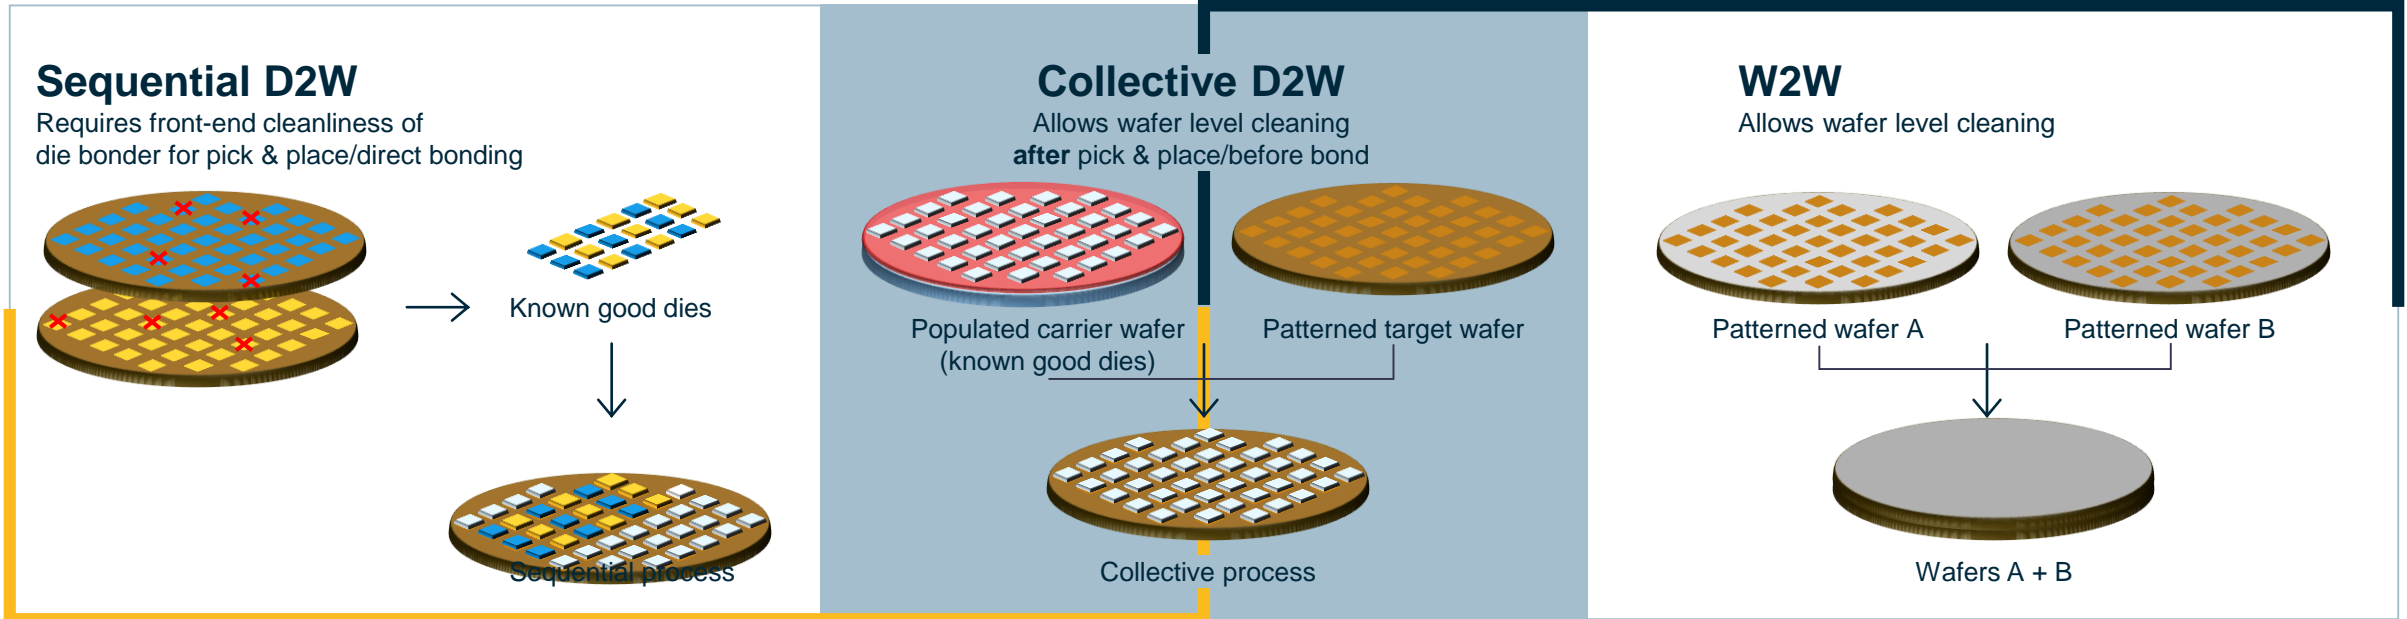 Sequential D2W
Requires front-end cleanliness of
die bonder for pick & place/direct bonding
Known good dies
Sequential process
Collective D2W
Allows wafer level cleaning
after pick & place/before bond
Populated carrier wafer
(known good dies)
Patterned target wafer
Collective process
W2W
Allows wafer level cleaning
Patterned wafer A
Patterned wafer B
Wafers A + B